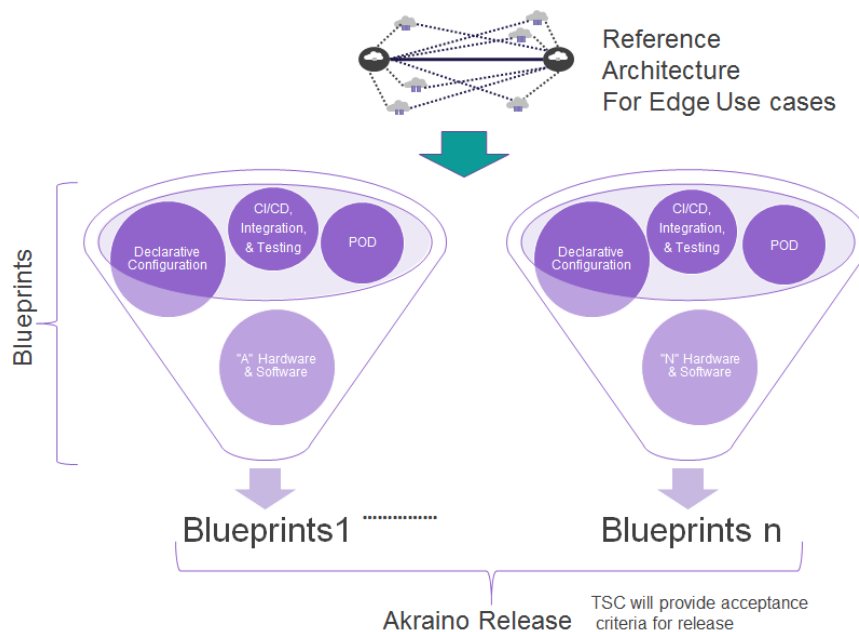 Reference
Architecture
For Edge Use cases
Blueprints
CI/CD,
Integration,
& Testing
Declarative
Configuration
POD
"A" Hardware
& Software
CI/CD,
Integration,
& Testing
Declarative
Configuration
POD
"N" Hardware
& Software
Blueprints1 ...............
Blueprints n
Akraino Release
TSC will provide acceptance
criteria for release